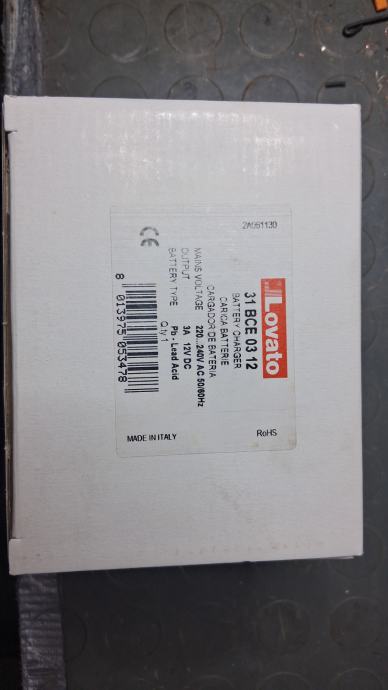 2A061130
Lovato
31 BCE 03 12
BATTERY CHARGER
CARICA BATTERIE
CARGADOR DE BATERIA
MAINS VOLTAGE 220...240V AC 50/60Hz
OUTPUT 3A 12V DC
BATTERY TYPE Pb - Lead Acid
Q.ty 1
CE
8 013975 053478
MADE IN ITALY
RoHS